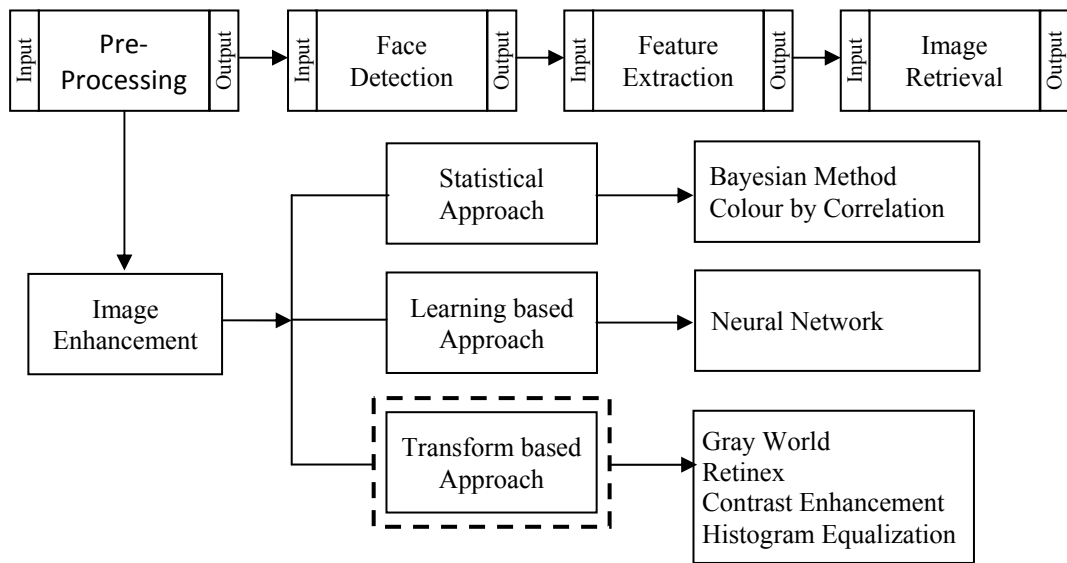 Input
Pre-
Processing
Output
Input
Face
Detection
Output
Input
Feature
Extraction
Output
Input
Image
Retrieval
Output
Statistical
Approach
Bayesian Method
Colour by Correlation
Image
Enhancement
Learning based
Approach
Neural Network
Transform based
Approach
Gray World
Retinex
Contrast Enhancement
Histogram Equalization